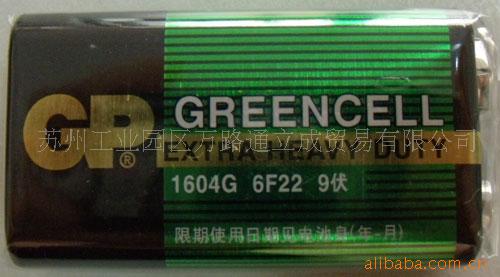 GP®
GREENCELL
苏州工业园区万路通立成贸易有限公司
EXTRA HEAVY DUTY
1604G 6F22 9伏
限期使用日期见电池身(年-月)
alibaba.com.cn